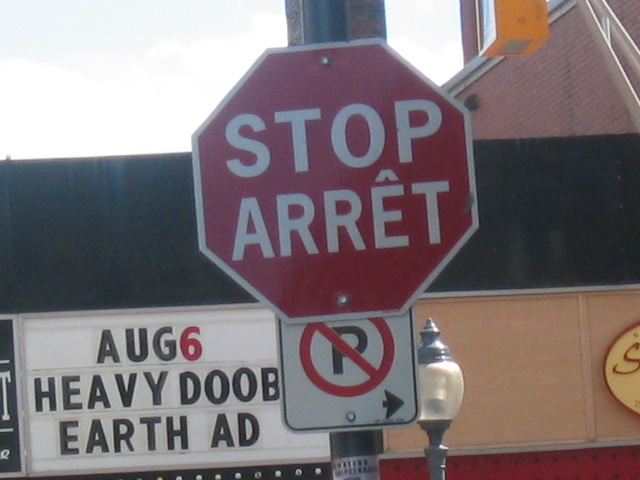 STOP
ARRÊT
P
AUG6
HEAVY DOOB
EARTH AD